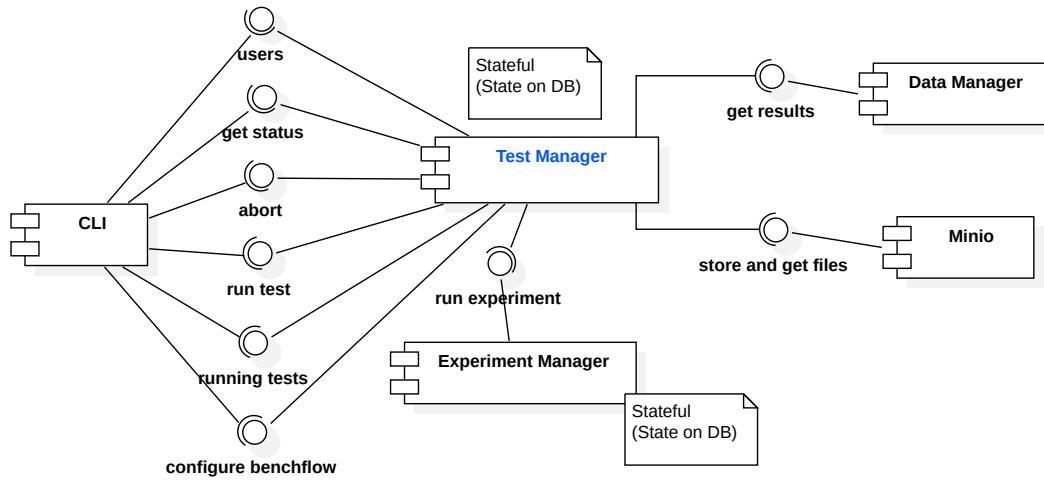 users
Stateful
(State on DB)
Data Manager
get results
get status
Test Manager
abort
CLI
Minio
store and get files
run test
run experiment
Experiment Manager
running tests
Stateful
(State on DB)
configure benchflow